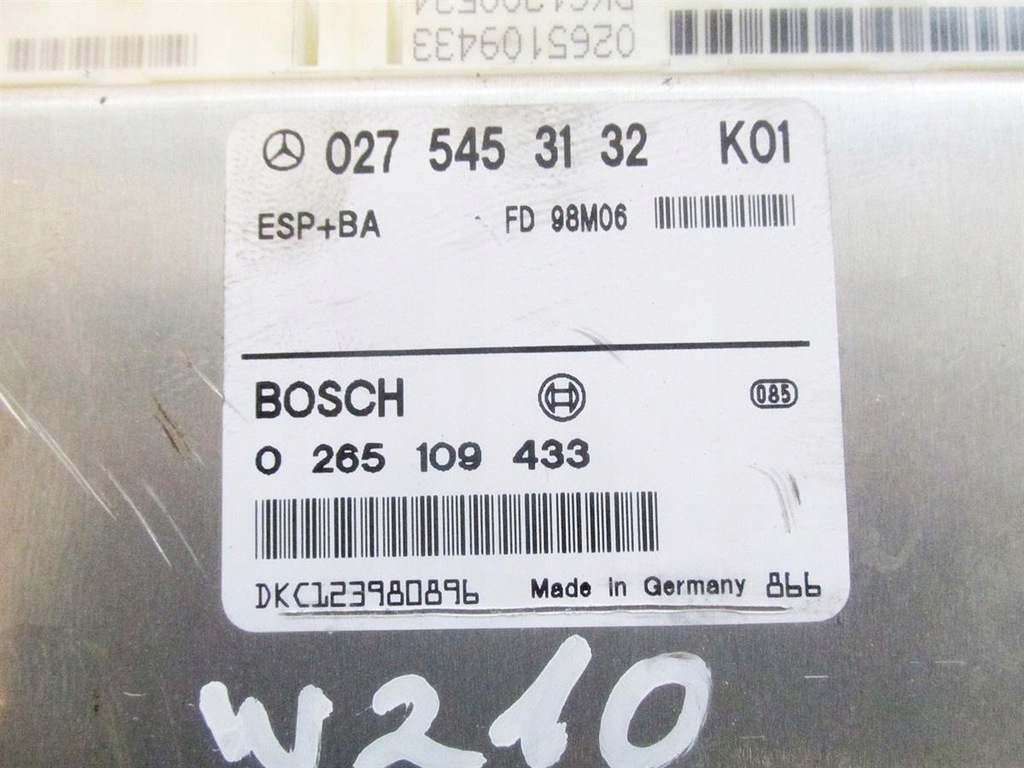 0265109433
027 545 31 32 K01
ESP+BA FD 98M06
BOSCH 085
0 265 109 433
DKC123980896 Made in Germany 866
W210